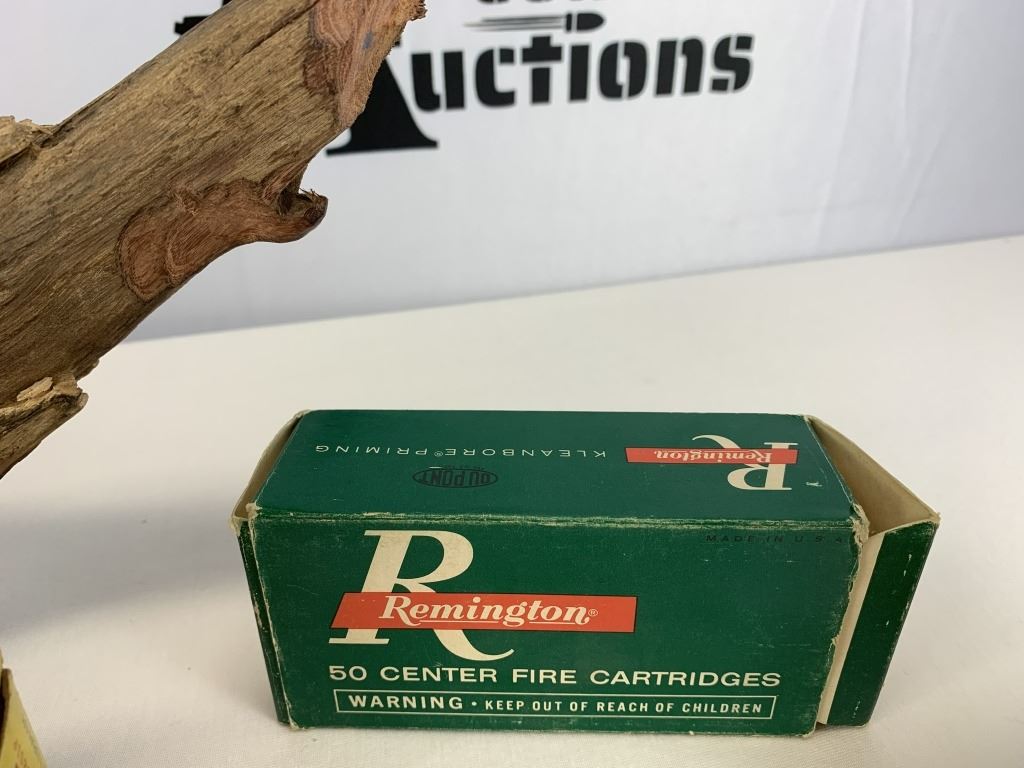 Auctions
KLEANBORE® PRIMING
DU PONT
R
Remington
MADE IN U.S.A
R
Remington®
50 CENTER FIRE CARTRIDGES
WARNING • KEEP OUT OF REACH OF CHILDREN